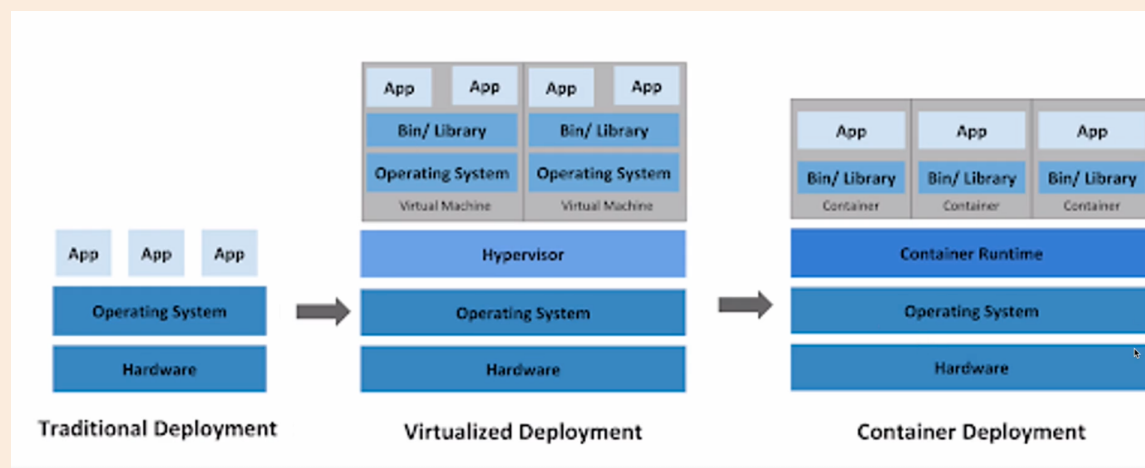 App App App
Operating System
Hardware
Traditional Deployment
App App App App
Bin/ Library Bin/ Library
Operating System Operating System
Virtual Machine Virtual Machine
Hypervisor
Operating System
Hardware
Virtualized Deployment
App App App
Bin/ Library Bin/ Library Bin/ Library
Container Container Container
Container Runtime
Operating System
Hardware
Container Deployment